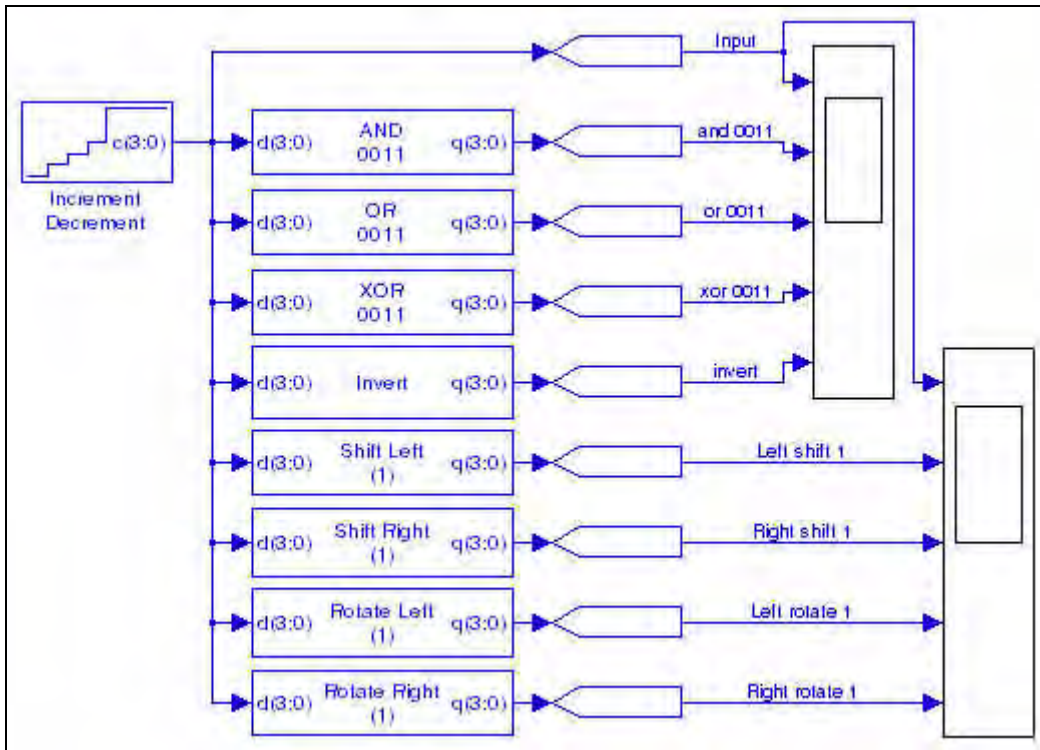 Input
c(3:0)
Increment
Decrement
d(3:0)
AND
0011
q(3:0)
and 0011
d(3:0)
OR
0011
q(3:0)
or 0011
d(3:0)
XOR
0011
q(3:0)
xor 0011
d(3:0)
Invert
q(3:0)
invert
d(3:0)
Shift Left
(1)
q(3:0)
Left shift 1
d(3:0)
Shift Right
(1)
q(3:0)
Right shift 1
d(3:0)
Rotate Left
(1)
q(3:0)
Left rotate 1
d(3:0)
Rotate Right
(1)
q(3:0)
Right rotate 1